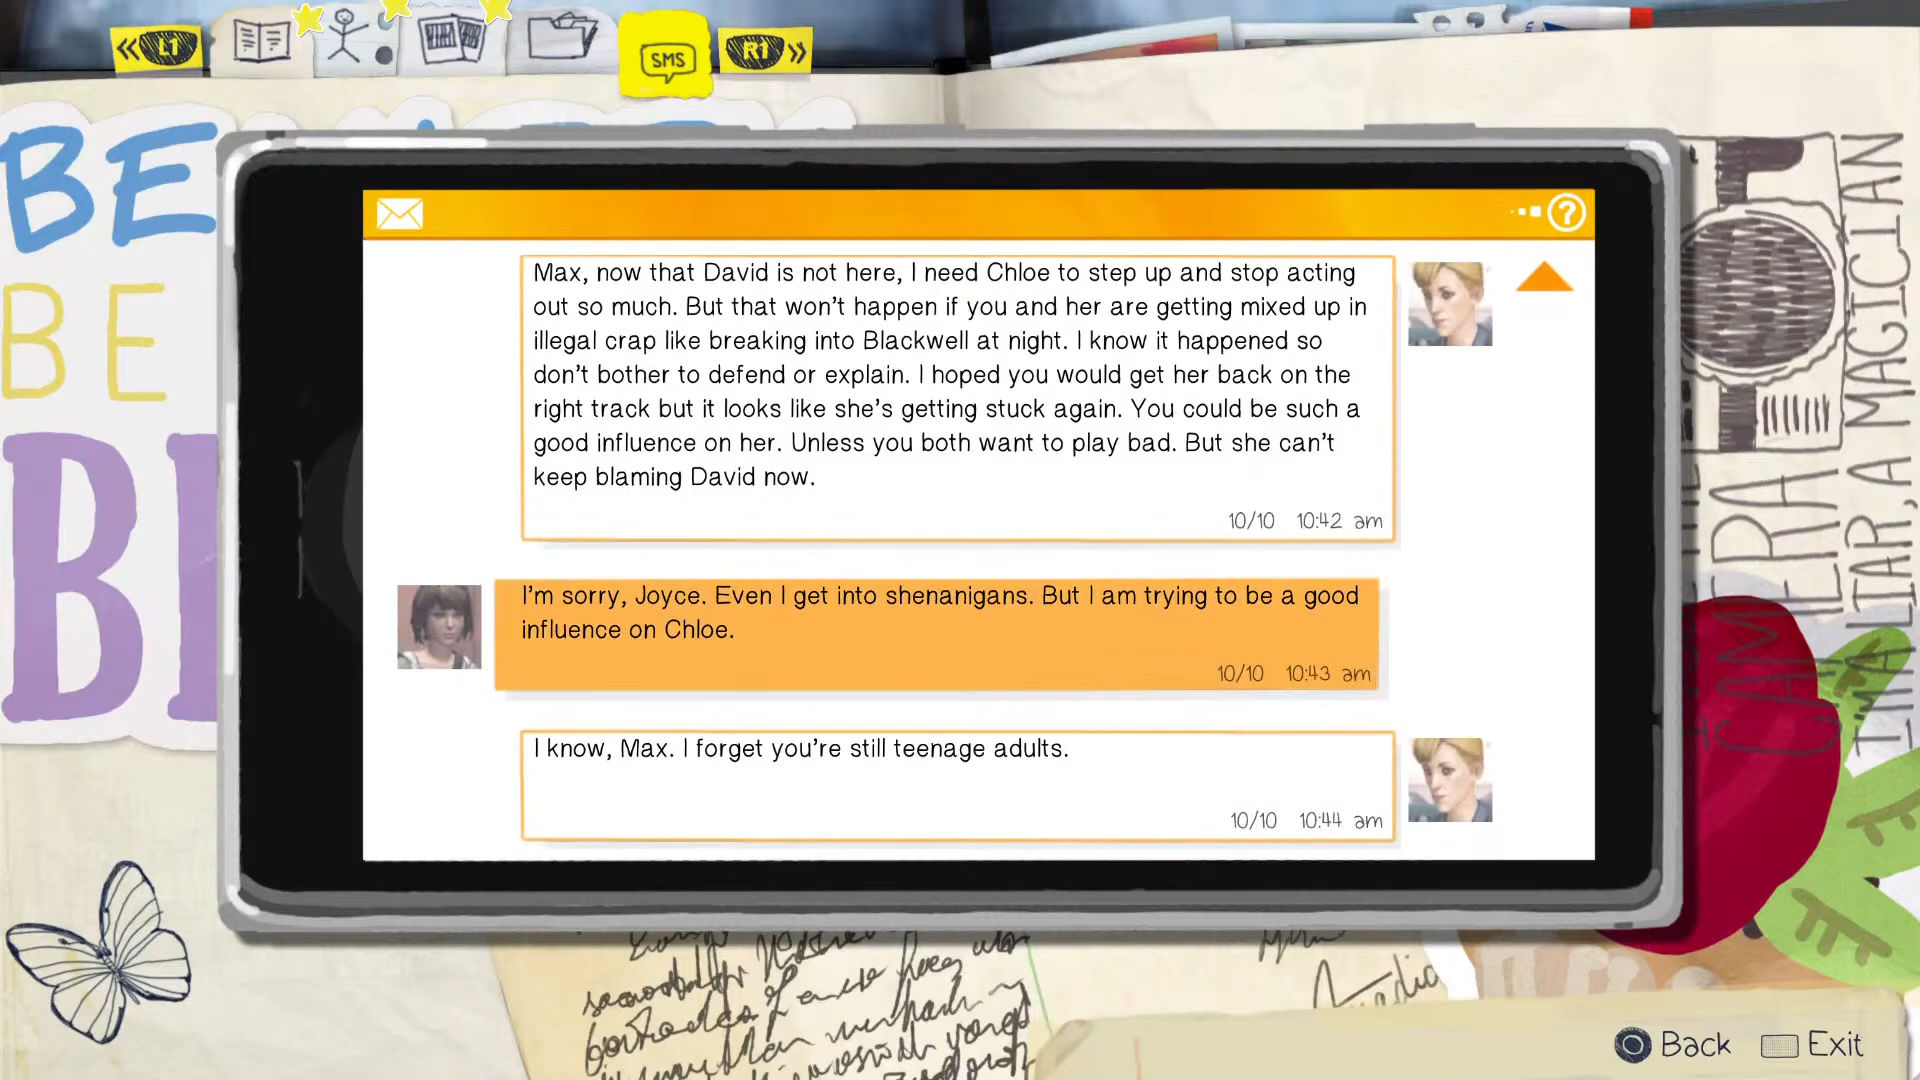 L1
SMS
R1
BE
BE
Max, now that David is not here, I need Chloe to step up and stop acting
out so much. But that won't happen if you and her are getting mixed up in
illegal crap like breaking into Blackwell at night. I know it happened so
don't bother to defend or explain. I hoped you would get her back on the
right track but it looks like she's getting stuck again. You could be such a
good influence on her. Unless you both want to play bad. But she can't
keep blaming David now.
10/10 10:42 am
I'm sorry, Joyce. Even I get into shenanigans. But I am trying to be a good
influence on Chloe.
10/10 10:43 am
I know, Max. I forget you're still teenage adults.
10/10 10:44 am
CAMERA
I'M A LIAR, A MAGICIAN
Back
Exit